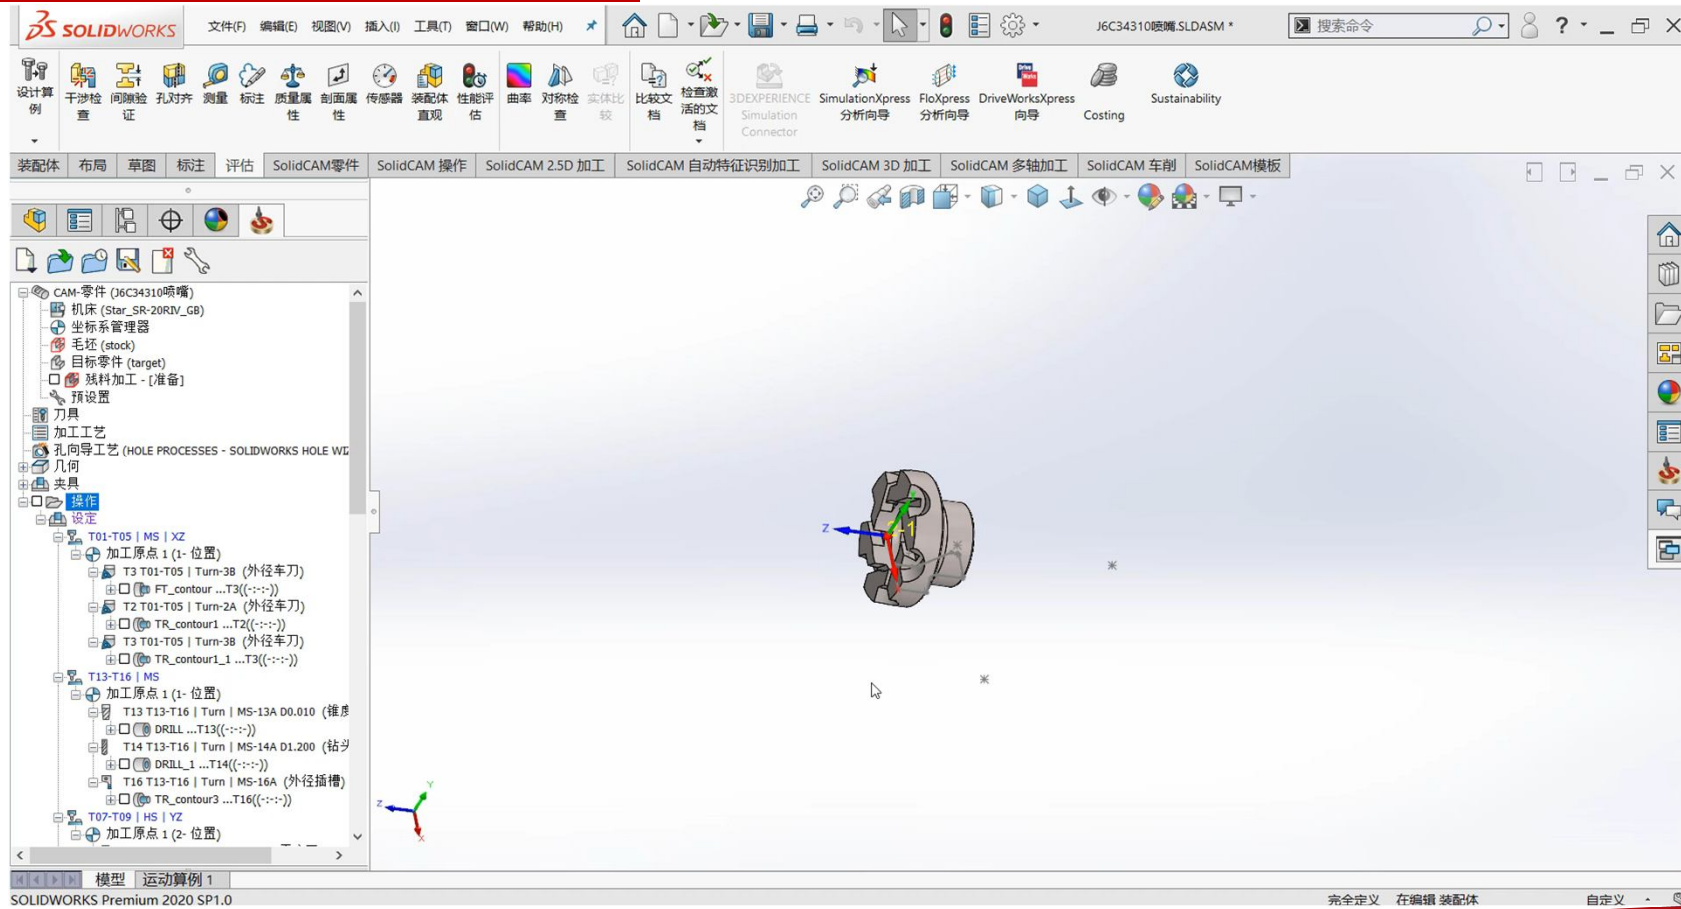 SOLIDWORKS 文件(F) 编辑(E) 视图(V) 插入(I) 工具(T) 窗口(W) 帮助(H) J6C34310喷嘴.SLDASM * 搜索命令 ?
设计算例 干涉检查 间隙验证 孔对齐 测量 标注 质量属性 剖面属性 传感器 装配体直观 性能评估 曲率 对称检查 实体比较 比较文档 检查激活的文档 3DEXPERIENCE Simulation Connector SimulationXpress 分析向导 FloXpress 分析向导 DriveWorksXpress 向导 Costing Sustainability
装配体 布局 草图 标注 评估 SolidCAM零件 SolidCAM 操作 SolidCAM 2.5D 加工 SolidCAM 自动特征识别加工 SolidCAM 3D 加工 SolidCAM 多轴加工 SolidCAM 车削 SolidCAM模板
CAM-零件 (J6C34310喷嘴)
机床 (Star_SR-20RIV_GB)
坐标系管理器
毛坯 (stock)
目标零件 (target)
残料加工 - [准备]
预设置
刀具
加工工艺
孔向导工艺 (HOLE PROCESSES - SOLIDWORKS HOLE WIZ
几何
夹具
操作
设定
T01-T05 | MS | XZ
加工原点 1 (1- 位置)
T3 T01-T05 | Turn-3B (外径车刀)
FT_contour ...T3((-:-:-))
T2 T01-T05 | Turn-2A (外径车刀)
TR_contour1 ...T2((-:-:-))
T3 T01-T05 | Turn-3B (外径车刀)
TR_contour1_1 ...T3((-:-:-))
T13-T16 | MS
加工原点 1 (1- 位置)
T13 T13-T16 | Turn | MS-13A D0.010 (锥度
DRILL ...T13((-:-:-))
T14 T13-T16 | Turn | MS-14A D1.200 (钻头
DRILL_1 ...T14((-:-:-))
T16 T13-T16 | Turn | MS-16A (外径插槽)
TR_contour3 ...T16((-:-:-))
T07-T09 | HS | YZ
加工原点 1 (2- 位置)
Z
Z Y X
模型 运动算例 1
SOLIDWORKS Premium 2020 SP1.0 完全定义 在编辑 装配体 自定义